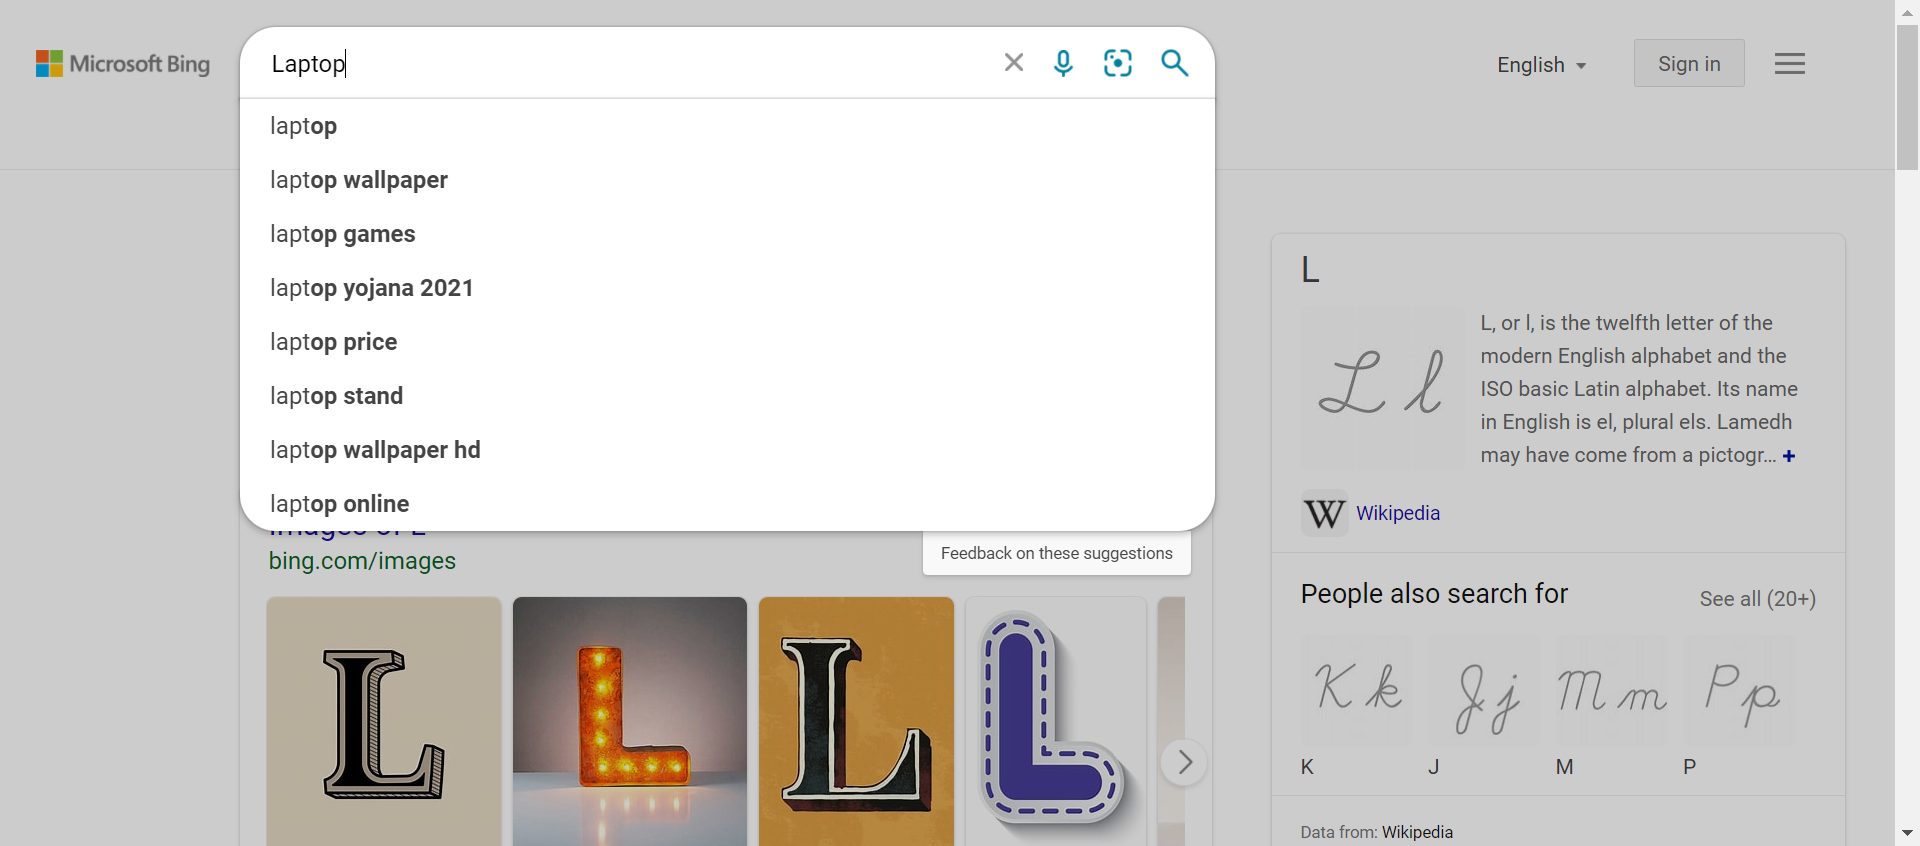 Microsoft Bing
Laptop
English
Sign in
laptop
laptop wallpaper
laptop games
laptop yojana 2021
laptop price
laptop stand
laptop wallpaper hd
laptop online
Images of L
bing.com/images
Feedback on these suggestions
L
L
L
L
L
L l
L, or l, is the twelfth letter of the
modern English alphabet and the
ISO basic Latin alphabet. Its name
in English is el, plural els. Lamedh
may have come from a pictogr... +
W Wikipedia
People also search for
See all (20+)
K k
J j
M m
P p
K
J
M
P
Data from: Wikipedia